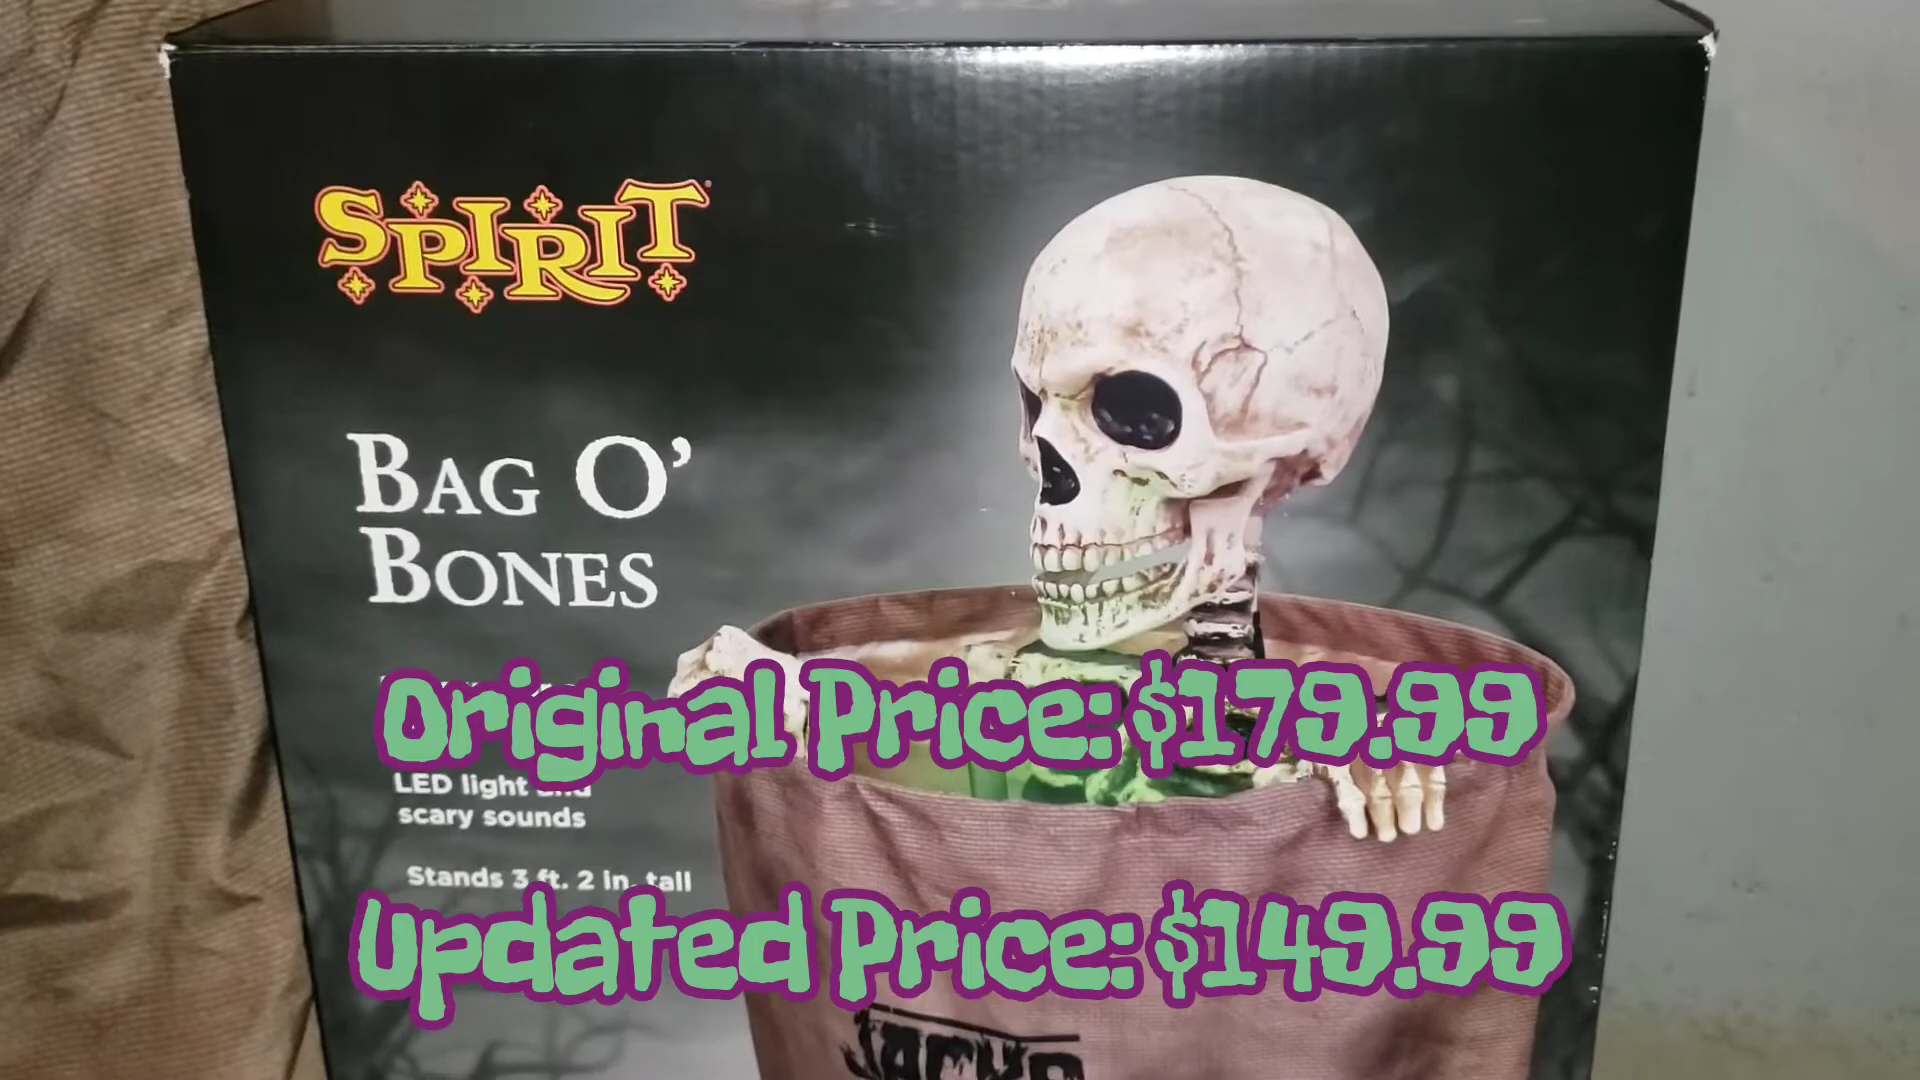 SPIRIT
BAG O'
BONES
Original Price: $179.99
LED light and
scary sounds
Stands 3 ft. 2 in. tall
Updated Price: $149.99